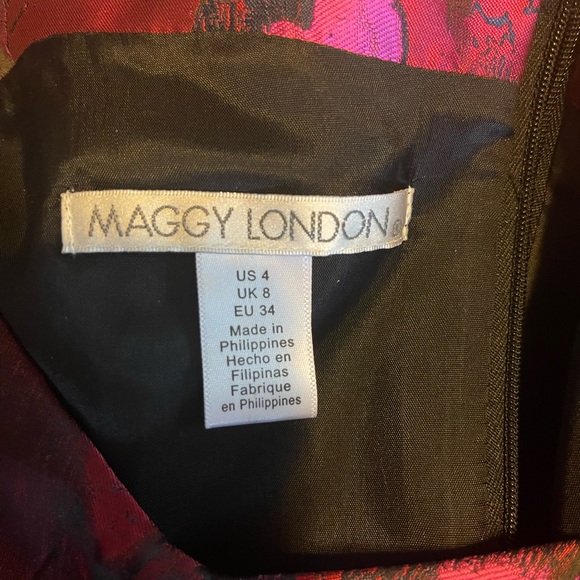 MAGGY LONDON®
US 4
UK 8
EU 34
Made in
Philippines
Hecho en
Filipinas
Fabrique
en Philippines